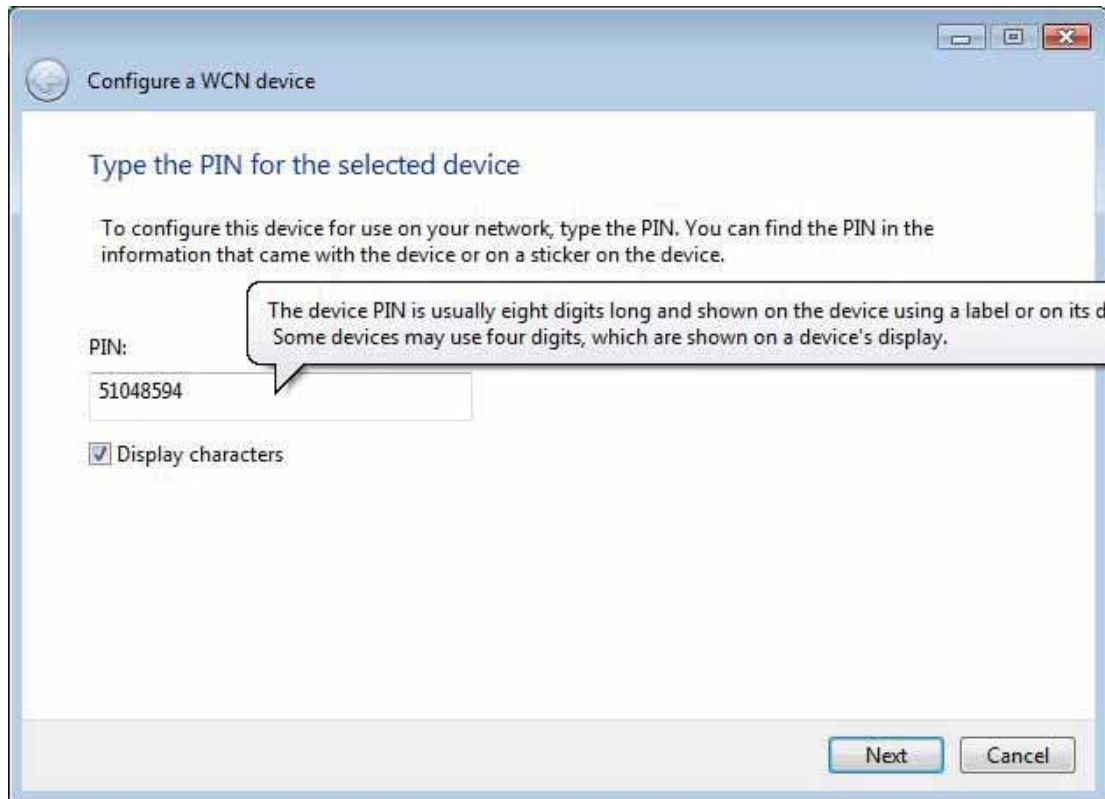 Configure a WCN device
Type the PIN for the selected device
To configure this device for use on your network, type the PIN. You can find the PIN in the
information that came with the device or on a sticker on the device.
The device PIN is usually eight digits long and shown on the device using a label or on its d
Some devices may use four digits, which are shown on a device's display.
PIN:
51048594
Display characters
Next
Cancel